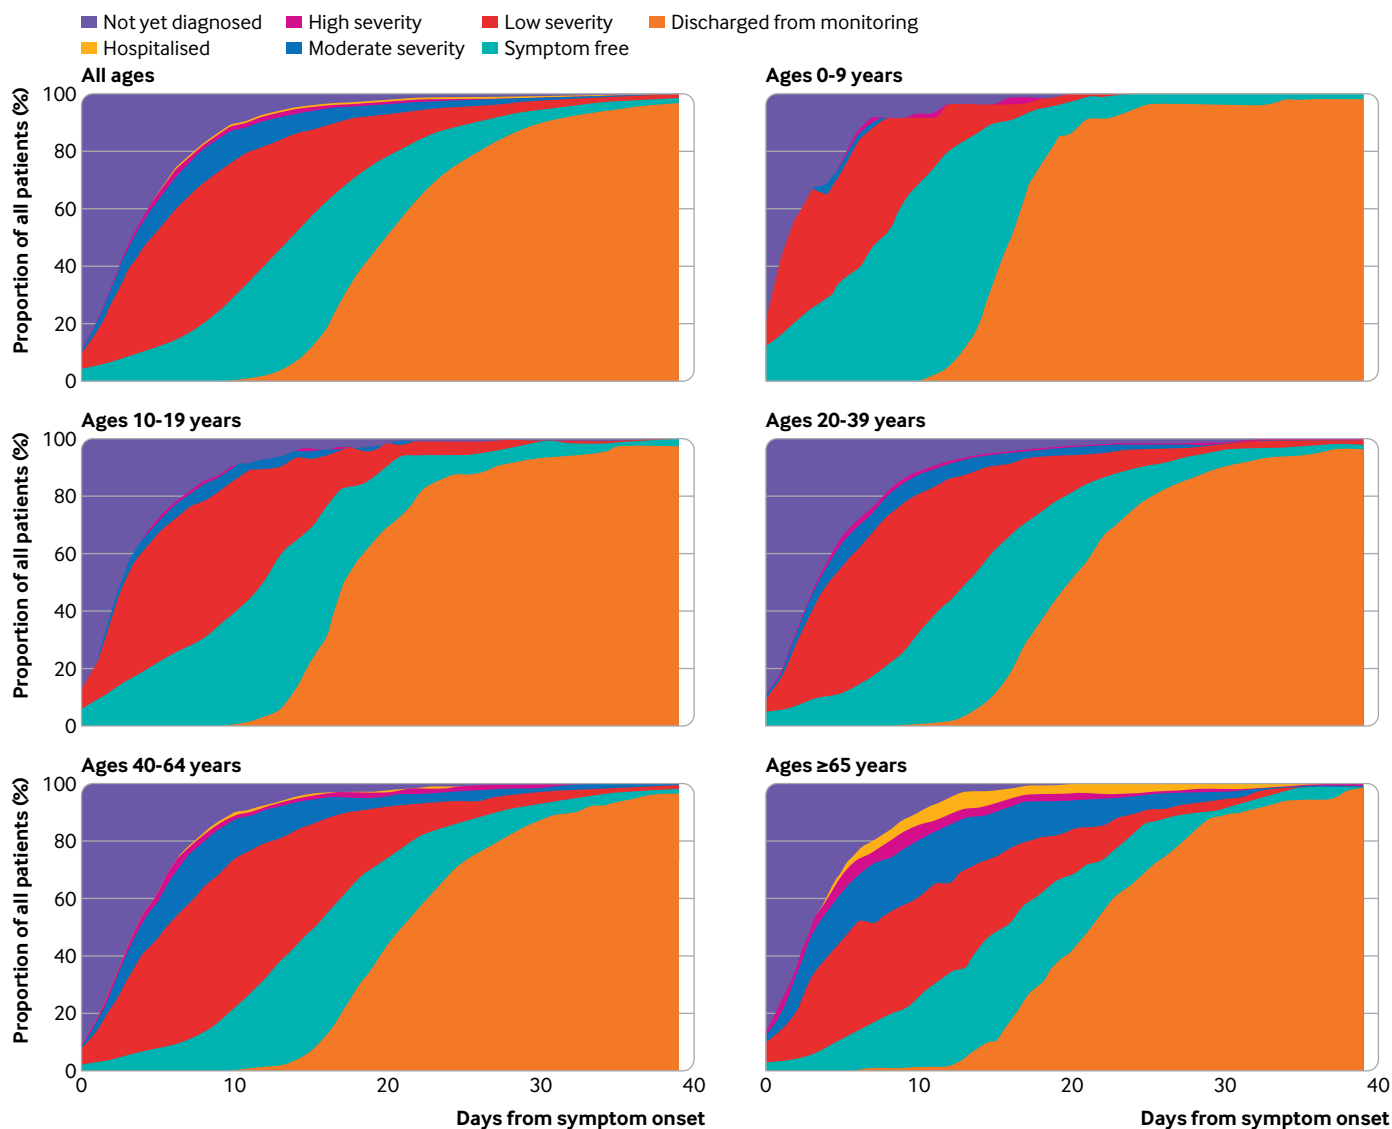 Not yet diagnosed High severity Low severity Discharged from monitoring
Hospitalised Moderate severity Symptom free
All ages
Proportion of all patients (%)
100
80
60
40
20
0
Ages 0-9 years
Ages 10-19 years
Proportion of all patients (%)
100
80
60
40
20
0
Ages 20-39 years
Ages 40-64 years
Proportion of all patients (%)
100
80
60
40
20
0
0 10 20 30 40
Days from symptom onset
Ages ≥65 years
0 10 20 30 40
Days from symptom onset